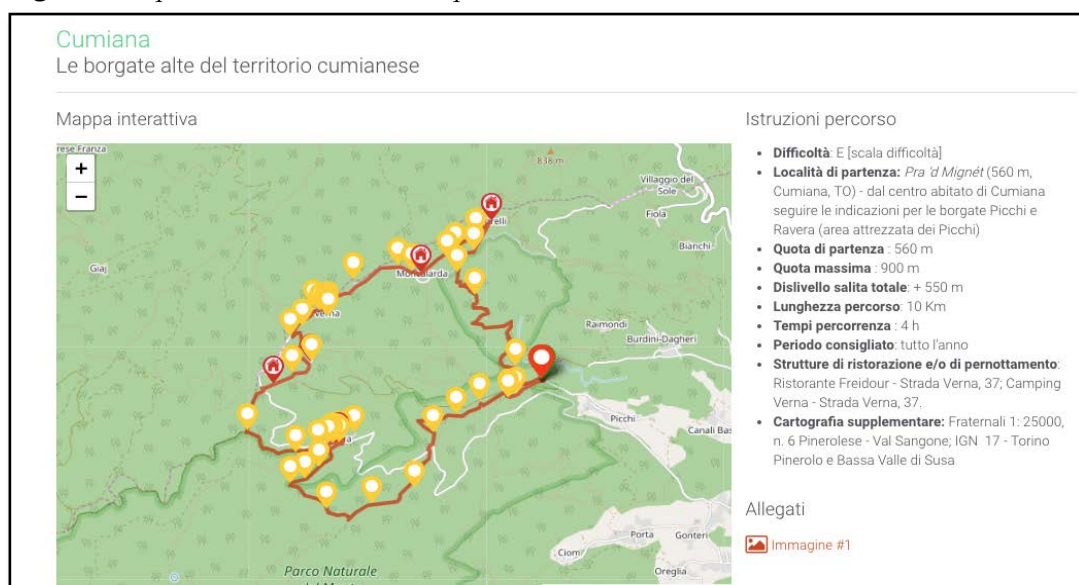 Cumiana
Le borgate alte del territorio cumianese
Mappa interattiva
+
−
838 m
Villaggio del
Sole
Fiola
Bianchi
Graj
Raimondi
Burdini-Dagheri
Picchi
Canali Bas
Porta
Gonteri
Ciom
Oreglia
Parco Naturale
Istruzioni percorso
• Difficoltà: E [scala difficoltà]
• Località di partenza: Pra 'd Mignét (560 m,
Cumiana, TO) - dal centro abitato di Cumiana
seguire le indicazioni per le borgate Picchi e
Ravera (area attrezzata dei Picchi)
• Quota di partenza : 560 m
• Quota massima : 900 m
• Dislivello salita totale: + 550 m
• Lunghezza percorso: 10 Km
• Tempi percorrenza : 4 h
• Periodo consigliato: tutto l'anno
• Strutture di ristorazione e/o di pernottamento:
Ristorante Freidour - Strada Verna, 37; Camping
Verna - Strada Verna, 37.
• Cartografia supplementare: Fraternali 1: 25000,
n. 6 Pinerolese - Val Sangone; IGN 17 - Torino
Pinerolo e Bassa Valle di Susa
Allegati
Immagine #1